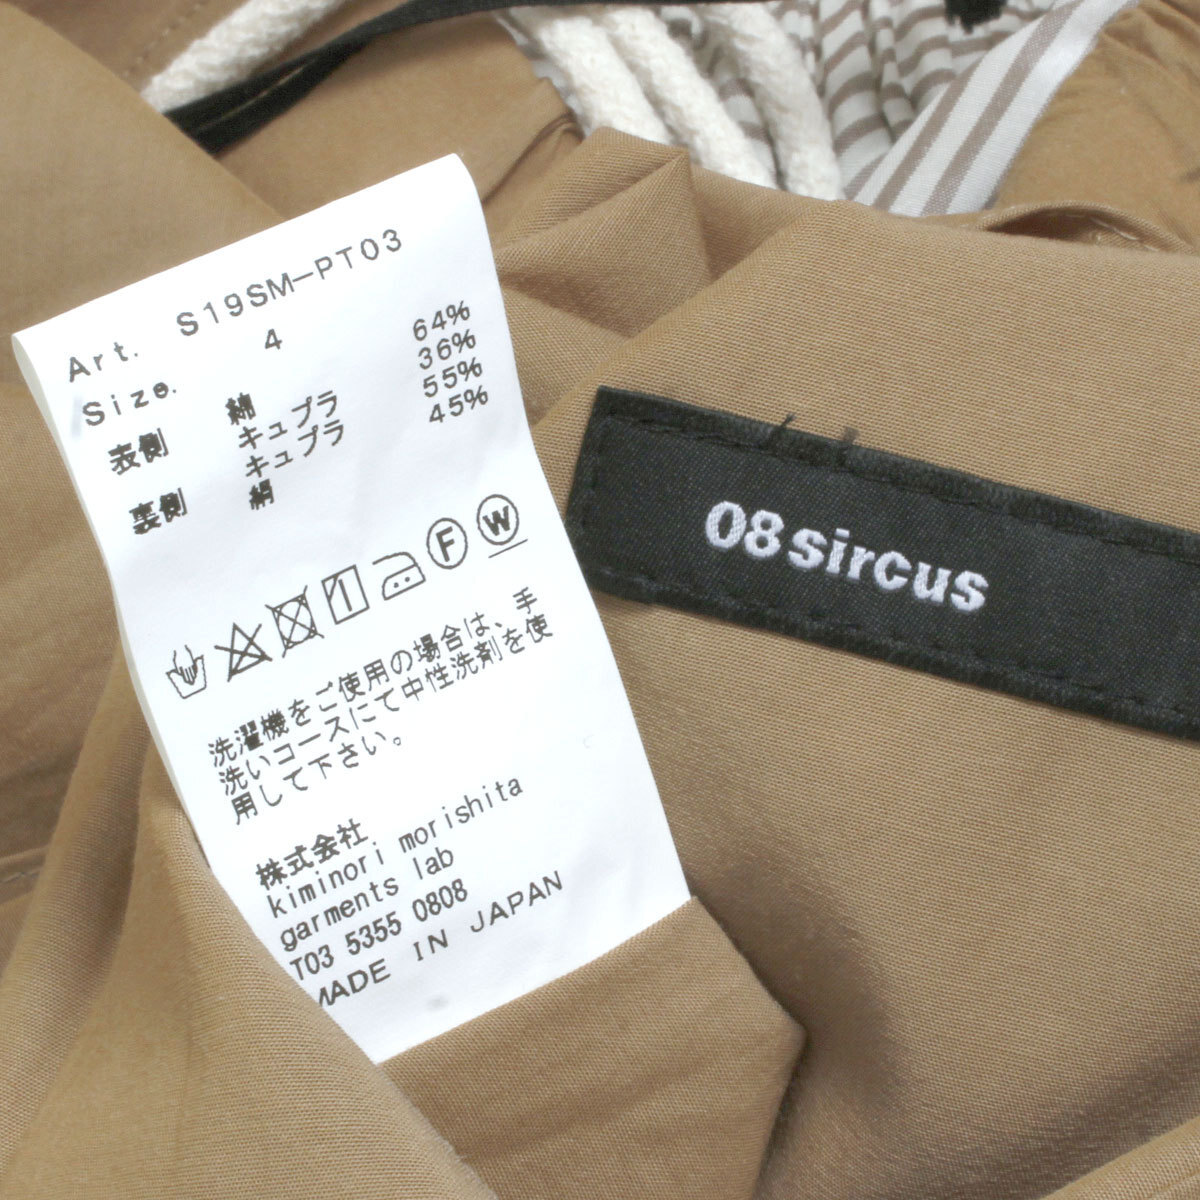 Art. S19SM-PT03
Size. 4
表側 綿 64%
キュプラ 36%
裏側 キュプラ 55%
絹 45%
F W
洗濯機をご使用の場合は、手
洗いコースにて中性洗剤を使
用して下さい。
株式会社
kiminori morishita
garments lab
T03 5355 0808
MADE IN JAPAN
08sircus